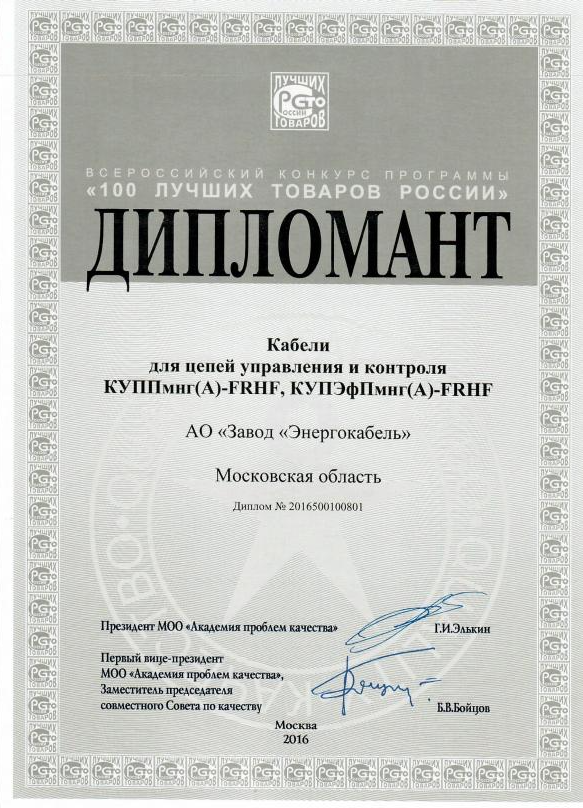 ЛУЧШИХ
РОССИИ
ТОВАРОВ
ВСЕРОССИЙСКИЙ КОНКУРС ПРОГРАММЫ
«100 ЛУЧШИХ ТОВАРОВ РОССИИ»
ДИПЛОМАНТ
Кабели
для цепей управления и контроля
КУППмнг(А)-FRHF, КУПЭфПмнг(А)-FRHF
АО «Завод «Энергокабель»
Московская область
Диплом № 2016500100801
Президент МОО «Академия проблем качества»
Г.И.Элькин
Первый вице-президент
МОО «Академия проблем качества»,
Заместитель председателя
совместного Совета по качеству
Б.В.Бойцов
Москва
2016